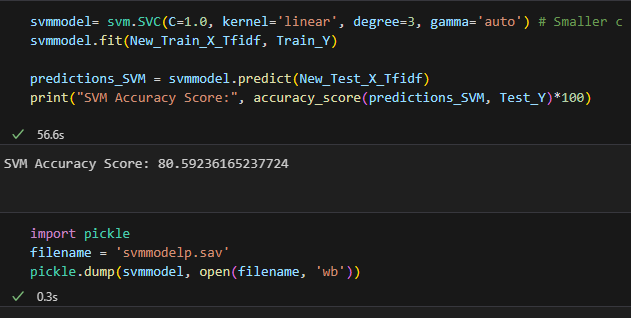 svmmodel= svm.SVC(C=1.0, kernel='linear', degree=3, gamma='auto') # Smaller c
svmmodel.fit(New_Train_X_Tfidf, Train_Y)
predictions_SVM = svmmodel.predict(New_Test_X_Tfidf)
print("SVM Accuracy Score:", accuracy_score(predictions_SVM, Test_Y)*100)
56.6s
SVM Accuracy Score: 80.59236165237724
import pickle
filename = 'svmmodelp.sav'
pickle.dump(svmmodel, open(filename, 'wb'))
0.3s